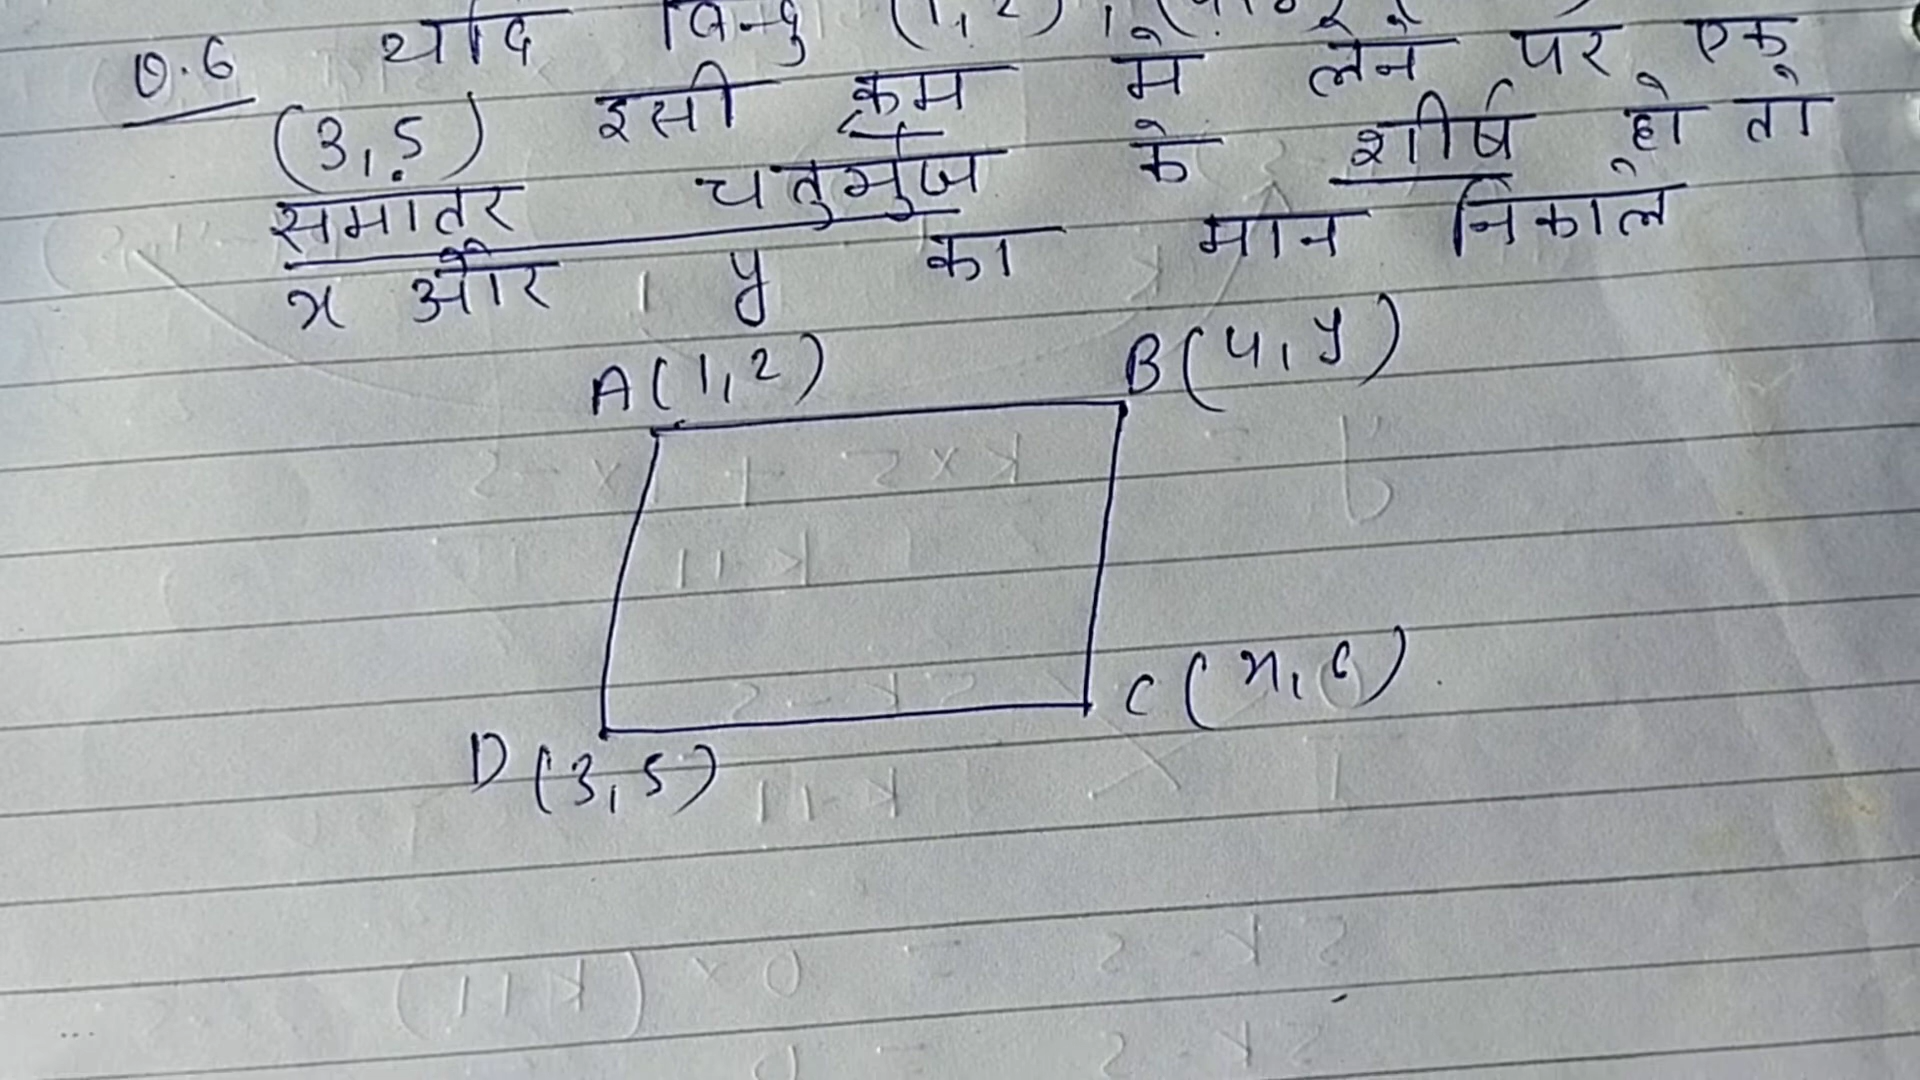 Q.6 यदि बिन्दु (1,2), (4,
(3,5) इसी क्रम में लेने पर एक
समांतर चतुर्भुज के शीर्ष हो तो
x और y का मान निकाले
A(1,2) B(4,y)
C(x,6)
D(3,5)